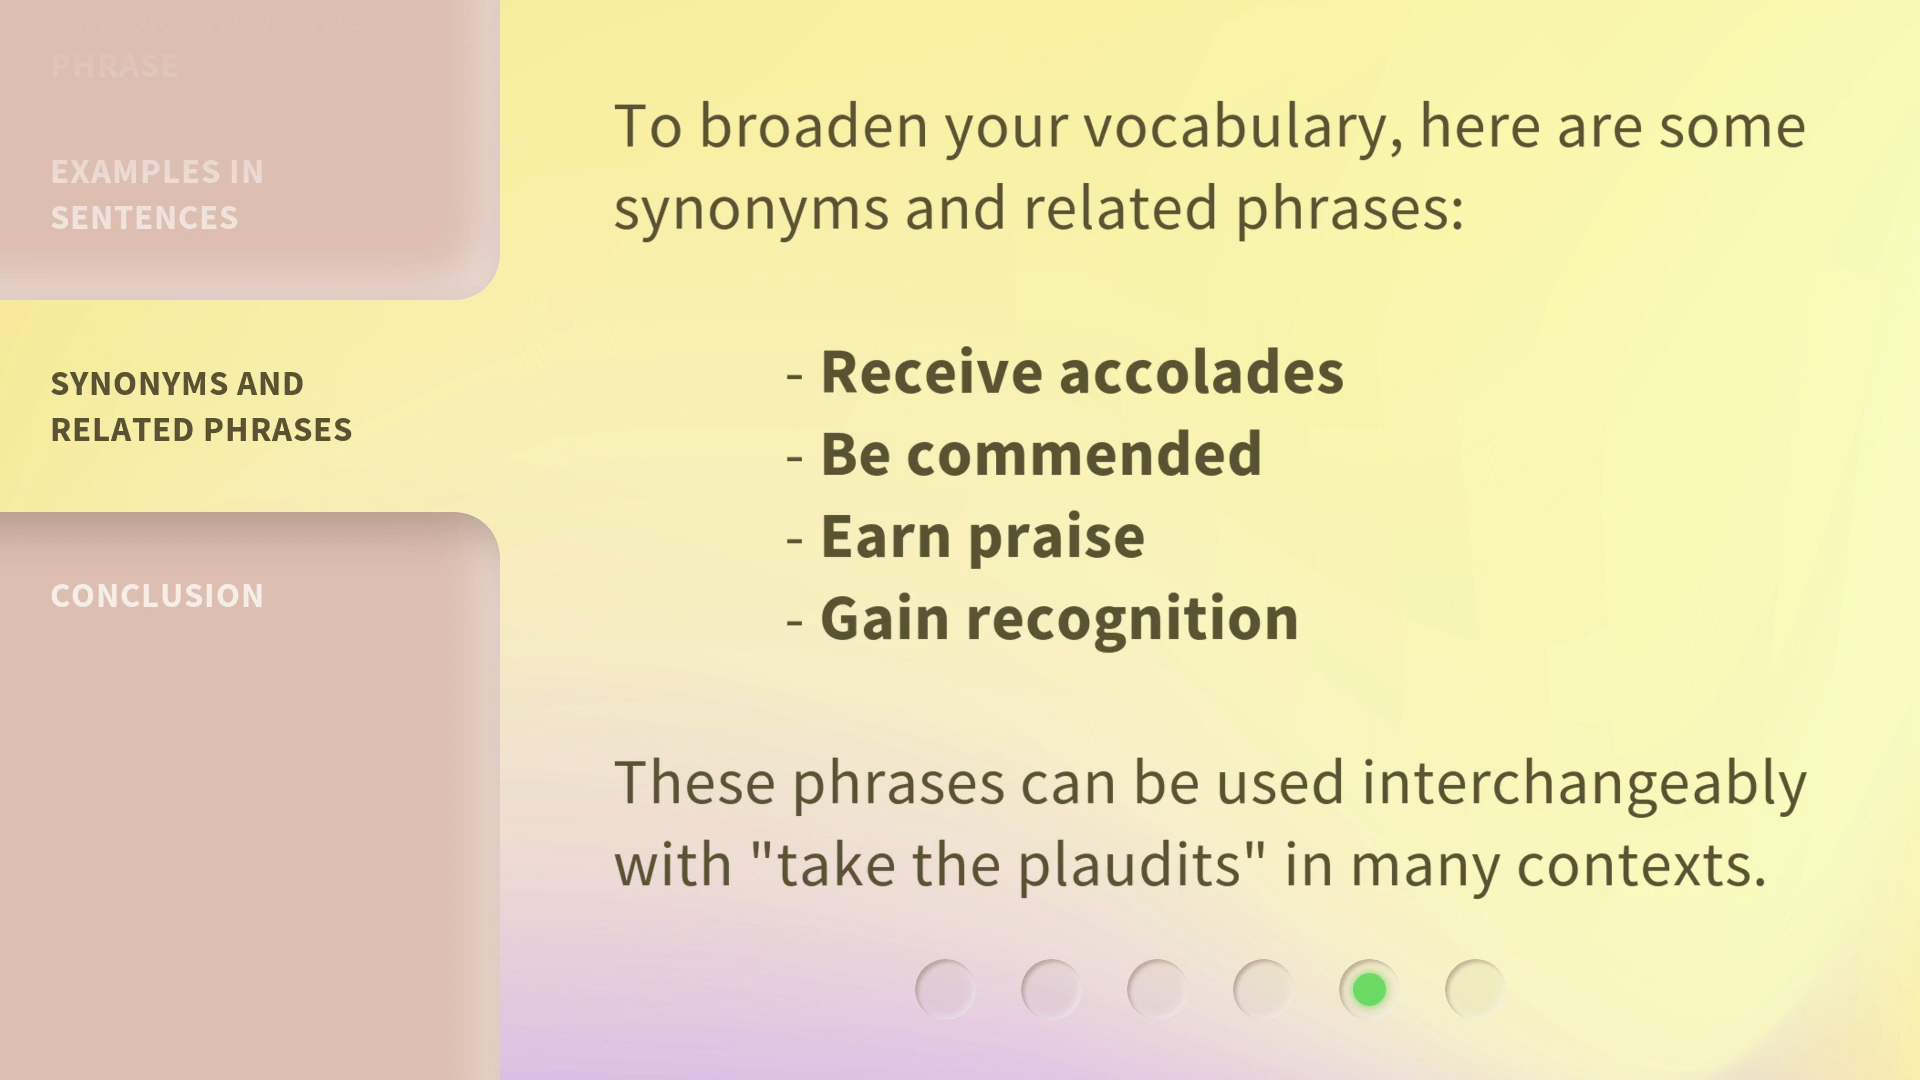 PHRASE
EXAMPLES IN
SENTENCES
SYNONYMS AND
RELATED PHRASES
CONCLUSION
To broaden your vocabulary, here are some
synonyms and related phrases:
- Receive accolades
- Be commended
- Earn praise
- Gain recognition
These phrases can be used interchangeably
with "take the plaudits" in many contexts.